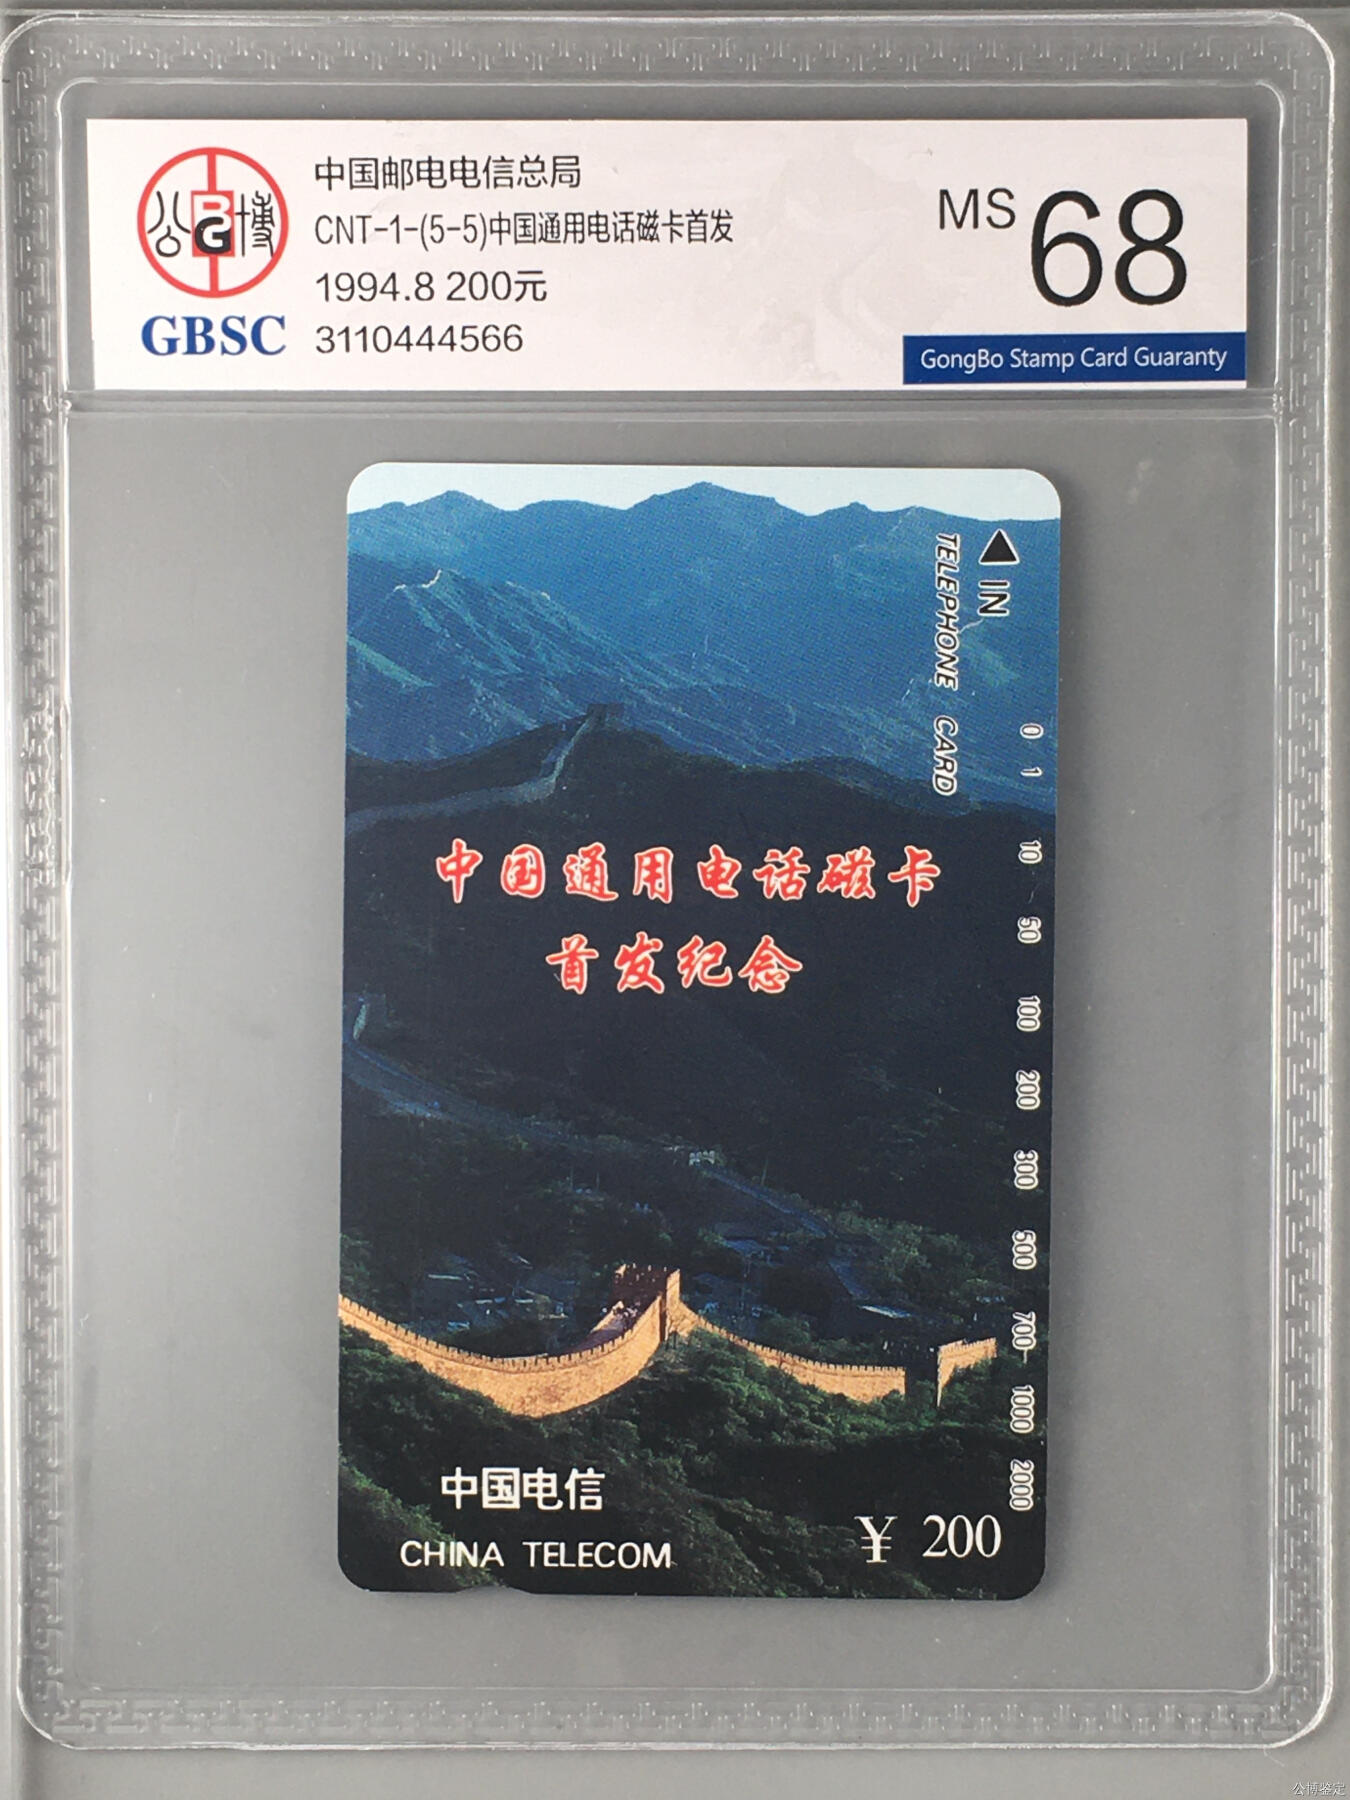 公博
BG
GBSC
中国邮电电信总局
CNT-1-(5-5)中国通用电话磁卡首发
1994.8 200元
3110444566
MS 68
GongBo Stamp Card Guaranty
IN
TELEPHONE CARD
0
1
10
50
100
200
300
500
700
1000
2000
中国通用电话磁卡
首发纪念
中国电信
CHINA TELECOM
¥ 200
公博鉴定